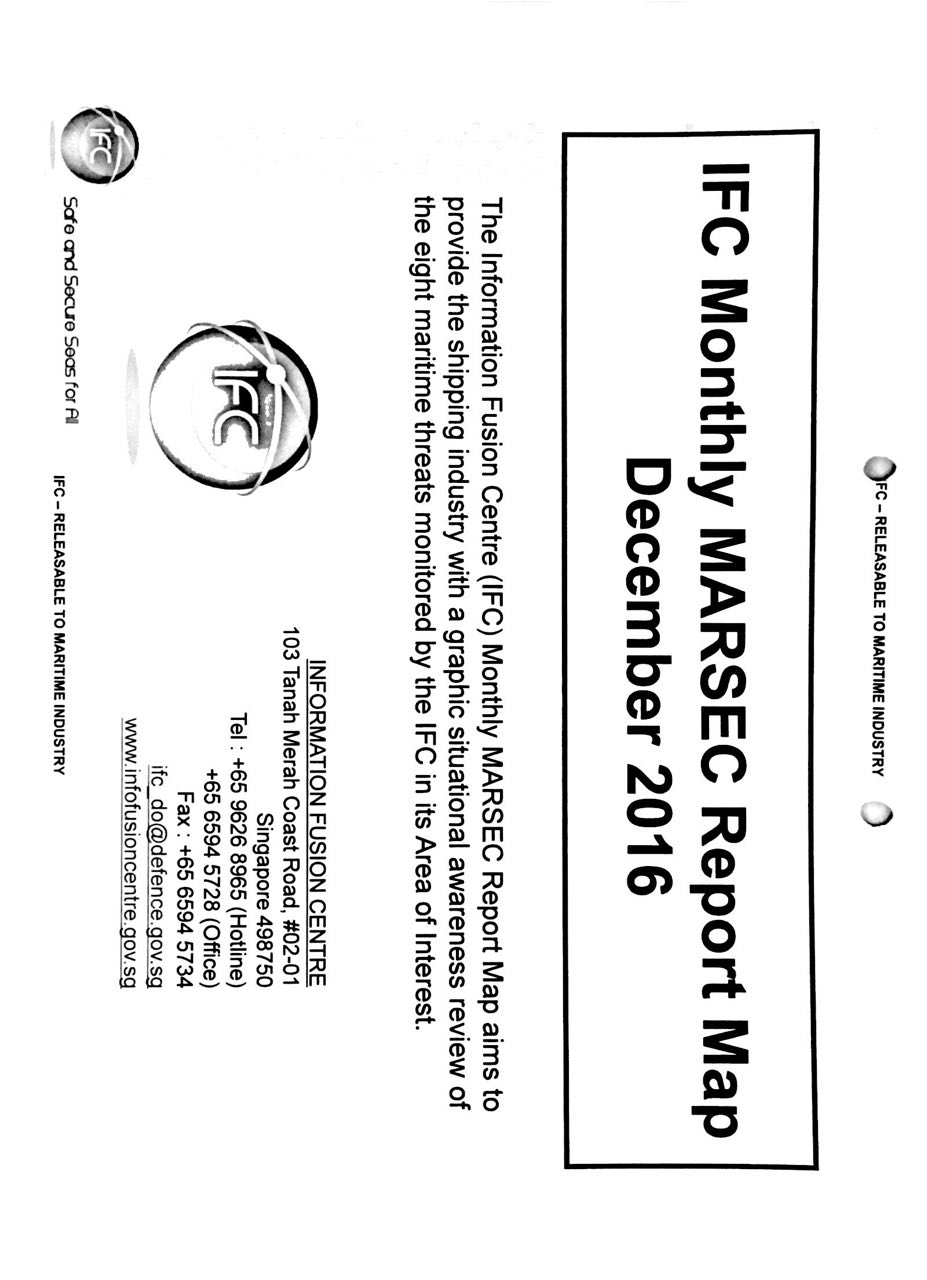 IFC – RELEASABLE TO MARITIME INDUSTRY
IFC Monthly MARSEC Report Map
December 2016
The Information Fusion Centre (IFC) Monthly MARSEC Report Map aims to
provide the shipping industry with a graphic situational awareness review of
the eight maritime threats monitored by the IFC in its Area of Interest.
IFC
INFORMATION FUSION CENTRE
103 Tanah Merah Coast Road, #02-01
Singapore 498750
Tel : +65 9626 8965 (Hotline)
+65 6594 5728 (Office)
Fax : +65 6594 5734
ifc_do@defence.gov.sg
www.infofusioncentre.gov.sg
IFC
Safe and Secure Seas for All
IFC – RELEASABLE TO MARITIME INDUSTRY